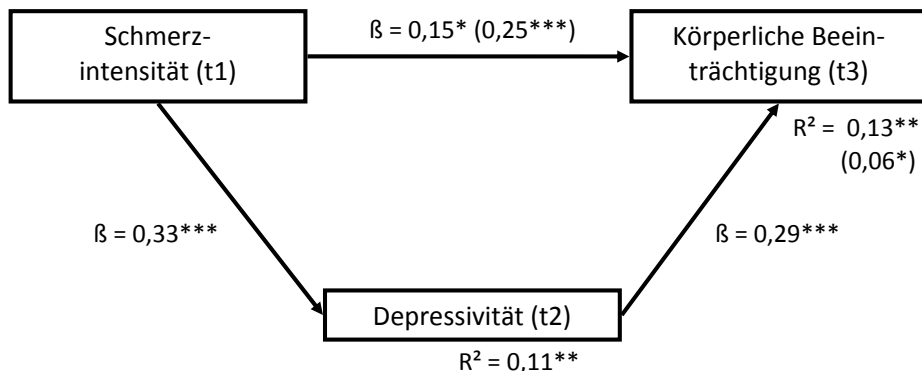 Schmerz-
intensität (t1)
ß = 0,15* (0,25***)
Körperliche Beein-
trächtigung (t3)
R² = 0,13**
(0,06*)
ß = 0,33***
ß = 0,29***
Depressivität (t2)
R² = 0,11**